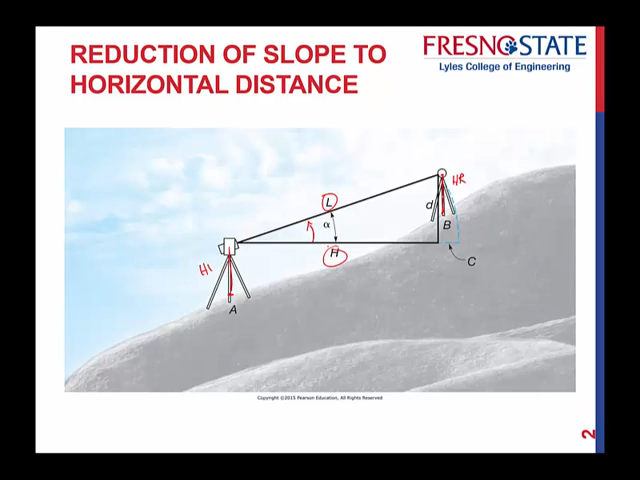 REDUCTION OF SLOPE TO
HORIZONTAL DISTANCE
FRESNO STATE
Lyles College of Engineering
HR
L
d
α
B
H
C
HI
A
Copyright ©2015 Pearson Education, All Rights Reserved
2